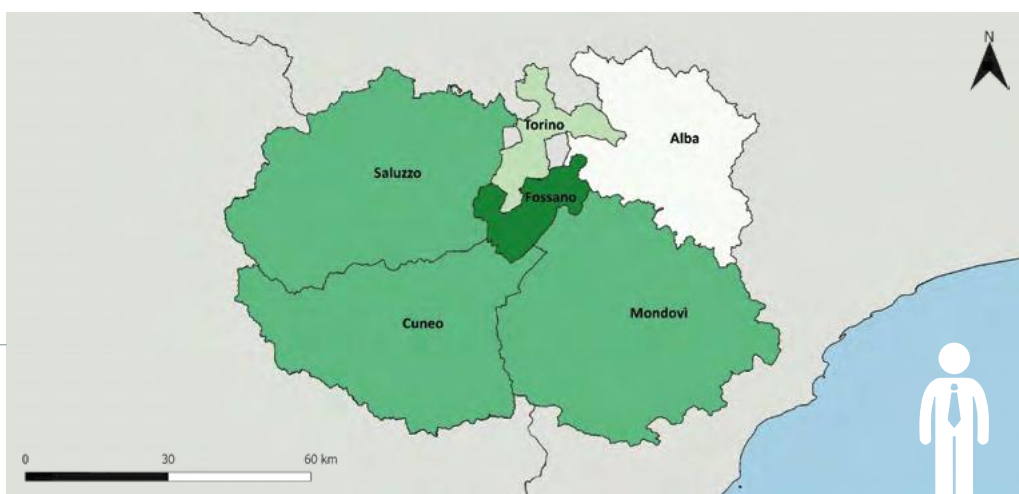 N
Torino
Alba
Saluzzo
Fossano
Mondovì
Cuneo
0 30 60 km